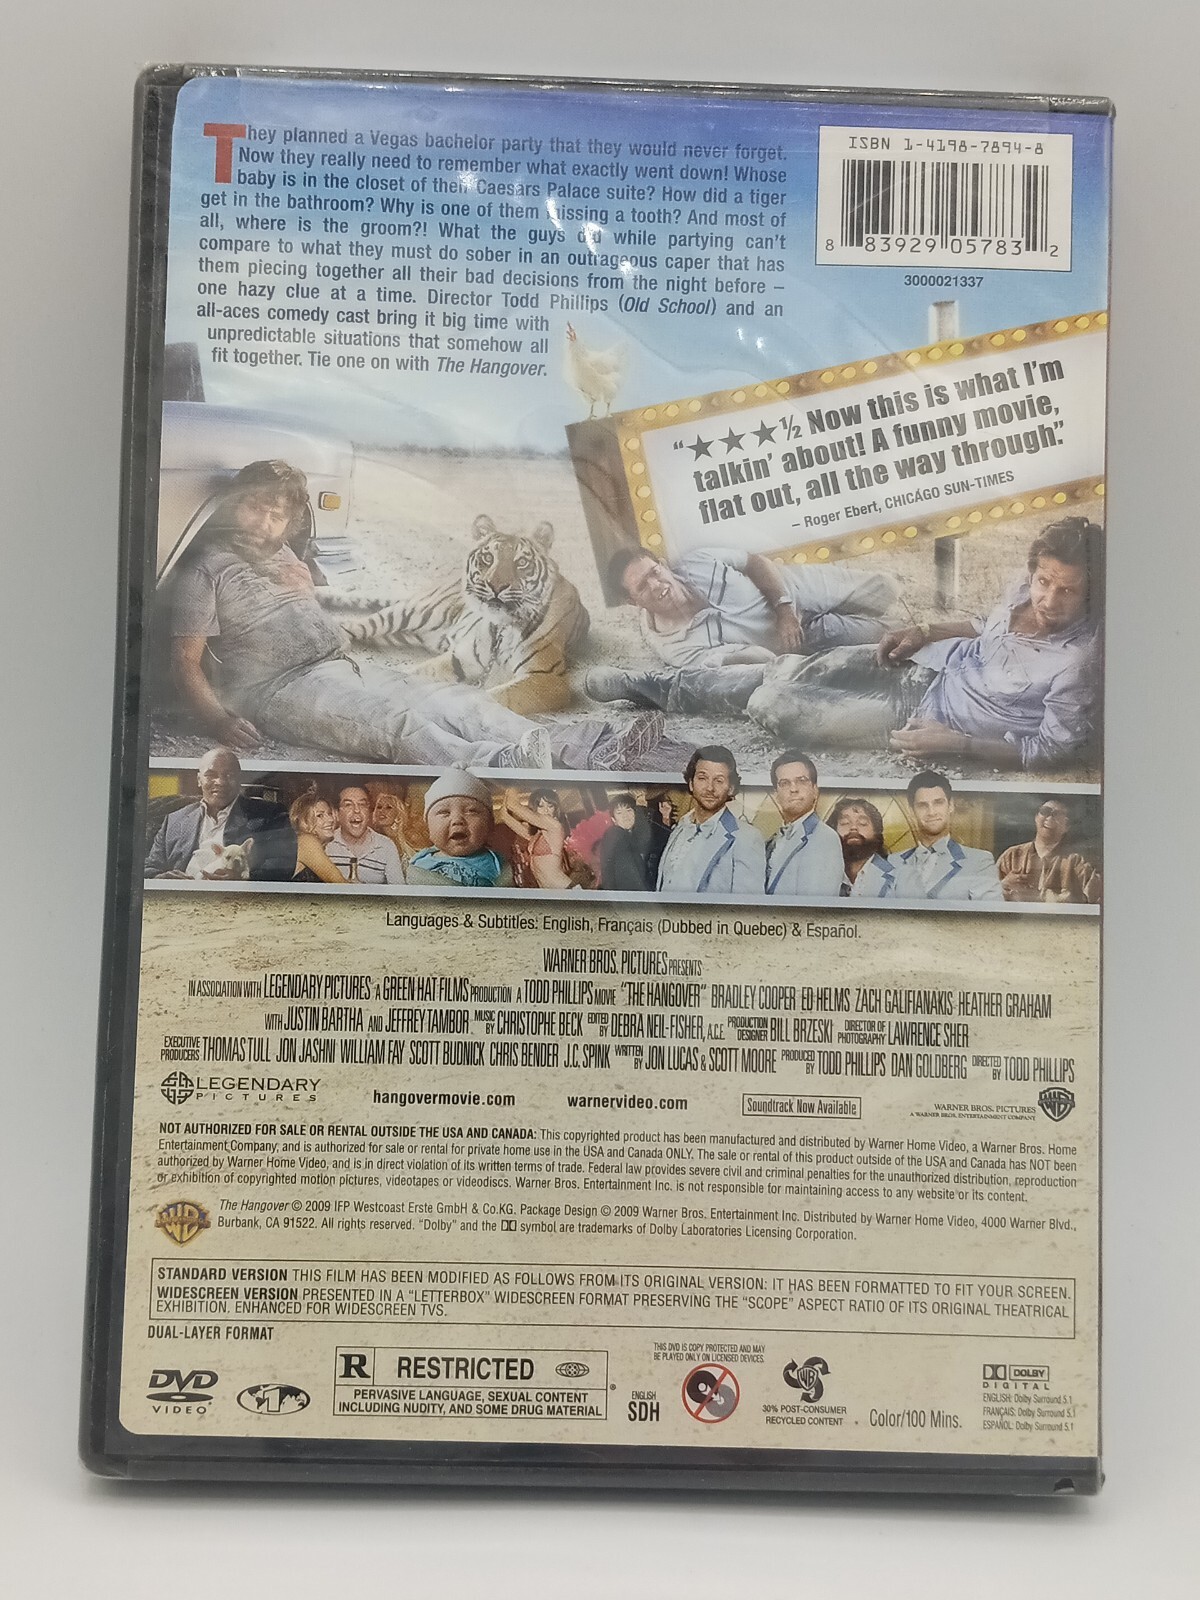 They planned a Vegas bachelor party that they would never forget.
Now they really need to remember what exactly went down! Whose
baby is in the closet of their Caesars Palace suite? How did a tiger
get in the bathroom? Why is one of them missing a tooth? And most of
all, where is the groom?! What the guys did while partying can't
compare to what they must do sober in an outrageous caper that has
them piecing together all their bad decisions from the night before –
one hazy clue at a time. Director Todd Phillips (Old School) and an
all-aces comedy cast bring it big time with
unpredictable situations that somehow all
fit together. Tie one on with The Hangover.
ISBN 1-4198-7894-8
8 83929 05783 2
3000021337
"★★★½ Now this is what I'm
talkin' about! A funny movie,
flat out, all the way through."
– Roger Ebert, CHICAGO SUN-TIMES
Languages & Subtitles: English, Français (Dubbed in Quebec) & Español.
WARNER BROS. PICTURES PRESENTS
IN ASSOCIATION WITH LEGENDARY PICTURES A GREEN HAT FILMS PRODUCTION A TODD PHILLIPS MOVIE "THE HANGOVER" BRADLEY COOPER ED HELMS ZACH GALIFIANAKIS HEATHER GRAHAM
WITH JUSTIN BARTHA AND JEFFREY TAMBOR MUSIC BY CHRISTOPHE BECK EDITED BY DEBRA NEIL-FISHER, A.C.E. PRODUCTION DESIGNER BILL BRZESKI DIRECTOR OF PHOTOGRAPHY LAWRENCE SHER
EXECUTIVE PRODUCERS THOMAS TULL JON JASHNI WILLIAM FAY SCOTT BUDNICK CHRIS BENDER J.C. SPINK WRITTEN BY JON LUCAS & SCOTT MOORE PRODUCED BY TODD PHILLIPS DAN GOLDBERG DIRECTED BY TODD PHILLIPS
LEGENDARY
PICTURES
hangovermovie.com
warnervideo.com
Soundtrack Now Available
WARNER BROS. PICTURES
A WARNER BROS. ENTERTAINMENT COMPANY
NOT AUTHORIZED FOR SALE OR RENTAL OUTSIDE THE USA AND CANADA: This copyrighted product has been manufactured and distributed by Warner Home Video, a Warner Bros. Home
Entertainment Company, and is authorized for sale or rental for private home use in the USA and Canada ONLY. The sale or rental of this product outside of the USA and Canada has NOT been
authorized by Warner Home Video, and is in direct violation of its written terms of trade. Federal law provides severe civil and criminal penalties for the unauthorized distribution, reproduction
or exhibition of copyrighted motion pictures, videotapes or videodiscs. Warner Bros. Entertainment Inc. is not responsible for maintaining access to any website or its content.
The Hangover © 2009 IFP Westcoast Erste GmbH & Co.KG. Package Design © 2009 Warner Bros. Entertainment Inc. Distributed by Warner Home Video, 4000 Warner Blvd.,
Burbank, CA 91522. All rights reserved. "Dolby" and the DD symbol are trademarks of Dolby Laboratories Licensing Corporation.
STANDARD VERSION THIS FILM HAS BEEN MODIFIED AS FOLLOWS FROM ITS ORIGINAL VERSION: IT HAS BEEN FORMATTED TO FIT YOUR SCREEN.
WIDESCREEN VERSION PRESENTED IN A "LETTERBOX" WIDESCREEN FORMAT PRESERVING THE "SCOPE" ASPECT RATIO OF ITS ORIGINAL THEATRICAL
EXHIBITION. ENHANCED FOR WIDESCREEN TVS.
DUAL-LAYER FORMAT
DVD
VIDEO
1
R RESTRICTED
PERVASIVE LANGUAGE, SEXUAL CONTENT
INCLUDING NUDITY, AND SOME DRUG MATERIAL
ENGLISH
SDH
THIS DVD IS COPY PROTECTED AND MAY
BE PLAYED ONLY ON LICENSED DEVICES.
30% POST-CONSUMER
RECYCLED CONTENT
Color/100 Mins.
DOLBY
DIGITAL
ENGLISH: Dolby Surround 5.1
FRANÇAIS: Dolby Surround 5.1
ESPAÑOL: Dolby Surround 5.1